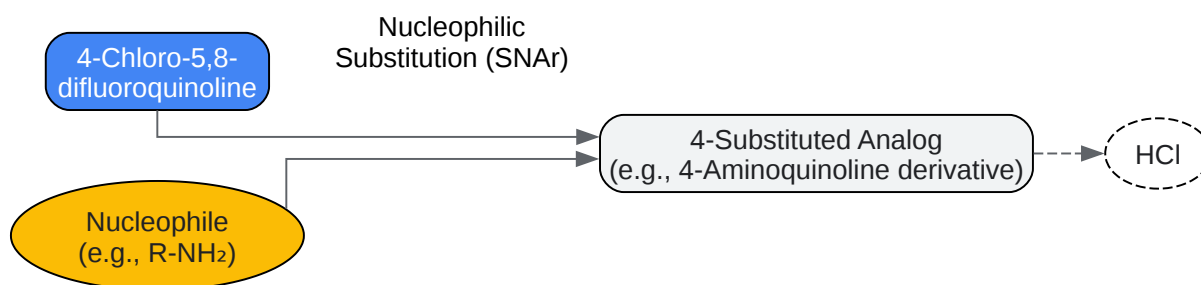 Nucleophilic
Substitution (SNAr)
4-Chloro-5,8-
difluoroquinoline
4-Substituted Analog
(e.g., 4-Aminoquinoline derivative)
HCl
Nucleophile
(e.g., R-NH₂)